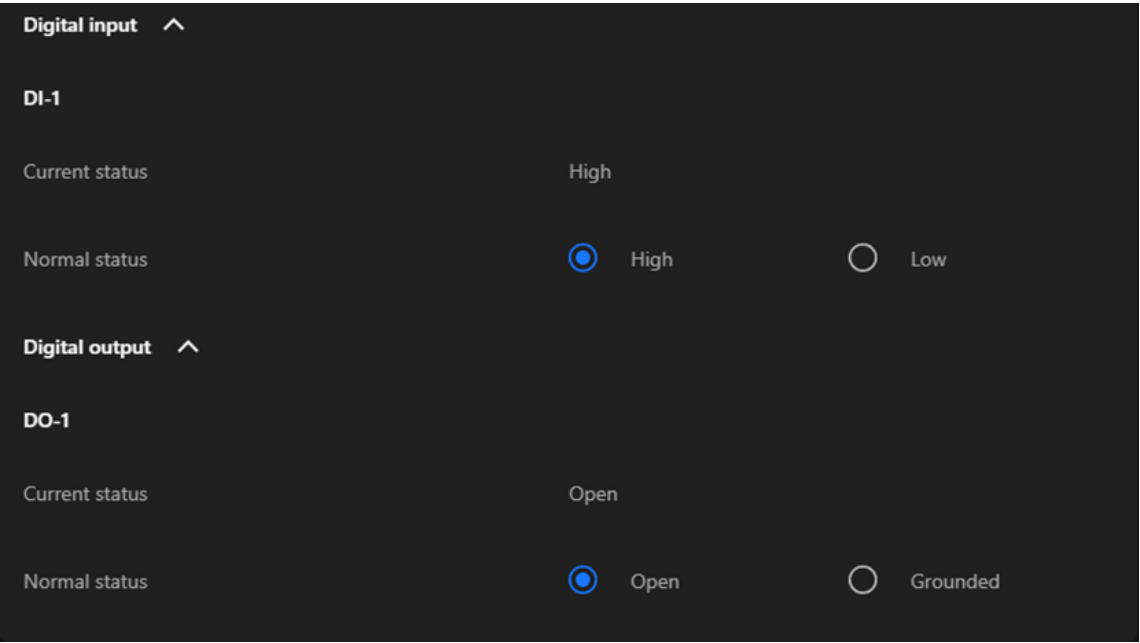 Digital input
DI-1
Current status High
Normal status High Low
Digital output
DO-1
Current status Open
Normal status Open Grounded